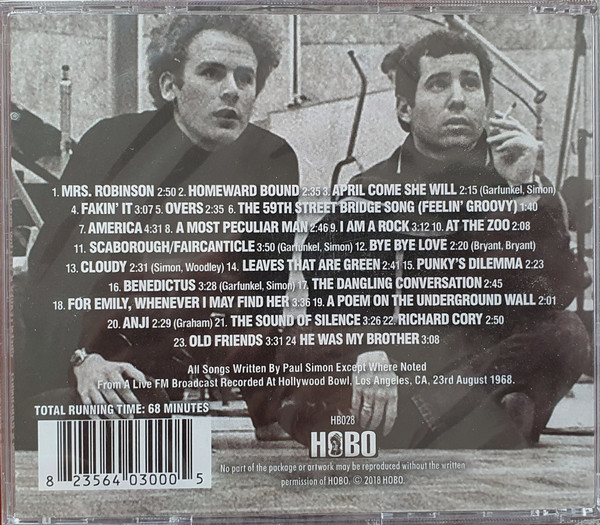 1. MRS. ROBINSON 2:50 2. HOMEWARD BOUND 2:35 3. APRIL COME SHE WILL 2:15 (Garfunkel, Simon)
4. FAKIN' IT 3:07 5. OVERS 2:35 6. THE 59TH STREET BRIDGE SONG (FEELIN' GROOVY) 1:40
7. AMERICA 4:31 8. A MOST PECULIAR MAN 2:46 9. I AM A ROCK 3:12 10. AT THE ZOO 2:08
11. SCABOROUGH/FAIRCANTICLE 3:50 (Garfunkel, Simon) 12. BYE BYE LOVE 2:20 (Bryant, Bryant)
13. CLOUDY 2:31 (Simon, Woodley) 14. LEAVES THAT ARE GREEN 2:41 15. PUNKY'S DILEMMA 2:23
16. BENEDICTUS 3:28 (Garfunkel, Simon) 17. THE DANGLING CONVERSATION 2:45
18. FOR EMILY, WHENEVER I MAY FIND HER 3:36 19. A POEM ON THE UNDERGROUND WALL 2:01
20. ANJI 2:29 (Graham) 21. THE SOUND OF SILENCE 3:26 22. RICHARD CORY 2:50
23. OLD FRIENDS 3:31 24 HE WAS MY BROTHER 3:08
All Songs Written By Paul Simon Except Where Noted
From A Live FM Broadcast Recorded At Hollywood Bowl, Los Angeles, CA, 23rd August 1968.
TOTAL RUNNING TIME: 68 MINUTES
8 23564 03000 5
HB028
HOBO
No part of the package or artwork may be reproduced without the written
permission of HOBO. © 2018 HOBO.